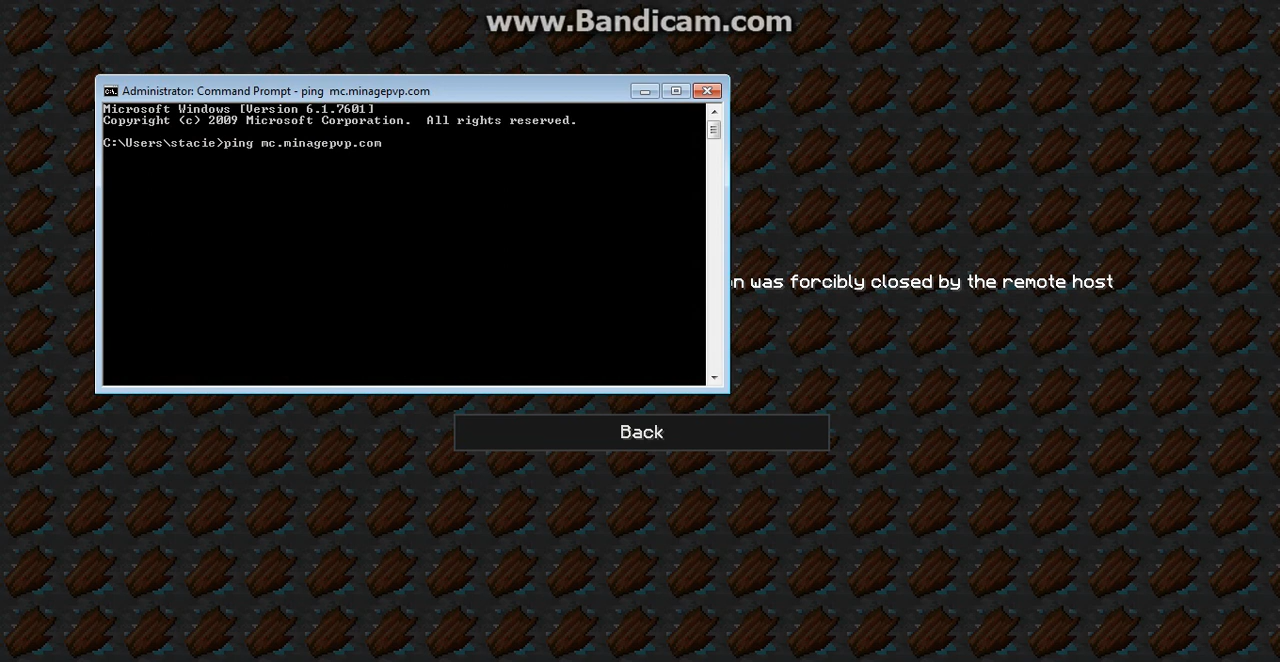 www.Bandicam.com
Administrator: Command Prompt - ping  mc.minagepvp.com
Microsoft Windows [Version 6.1.7601]
Copyright (c) 2009 Microsoft Corporation.  All rights reserved.
C:\Users\stacie>ping mc.minagepvp.com
was forcibly closed by the remote host
Back